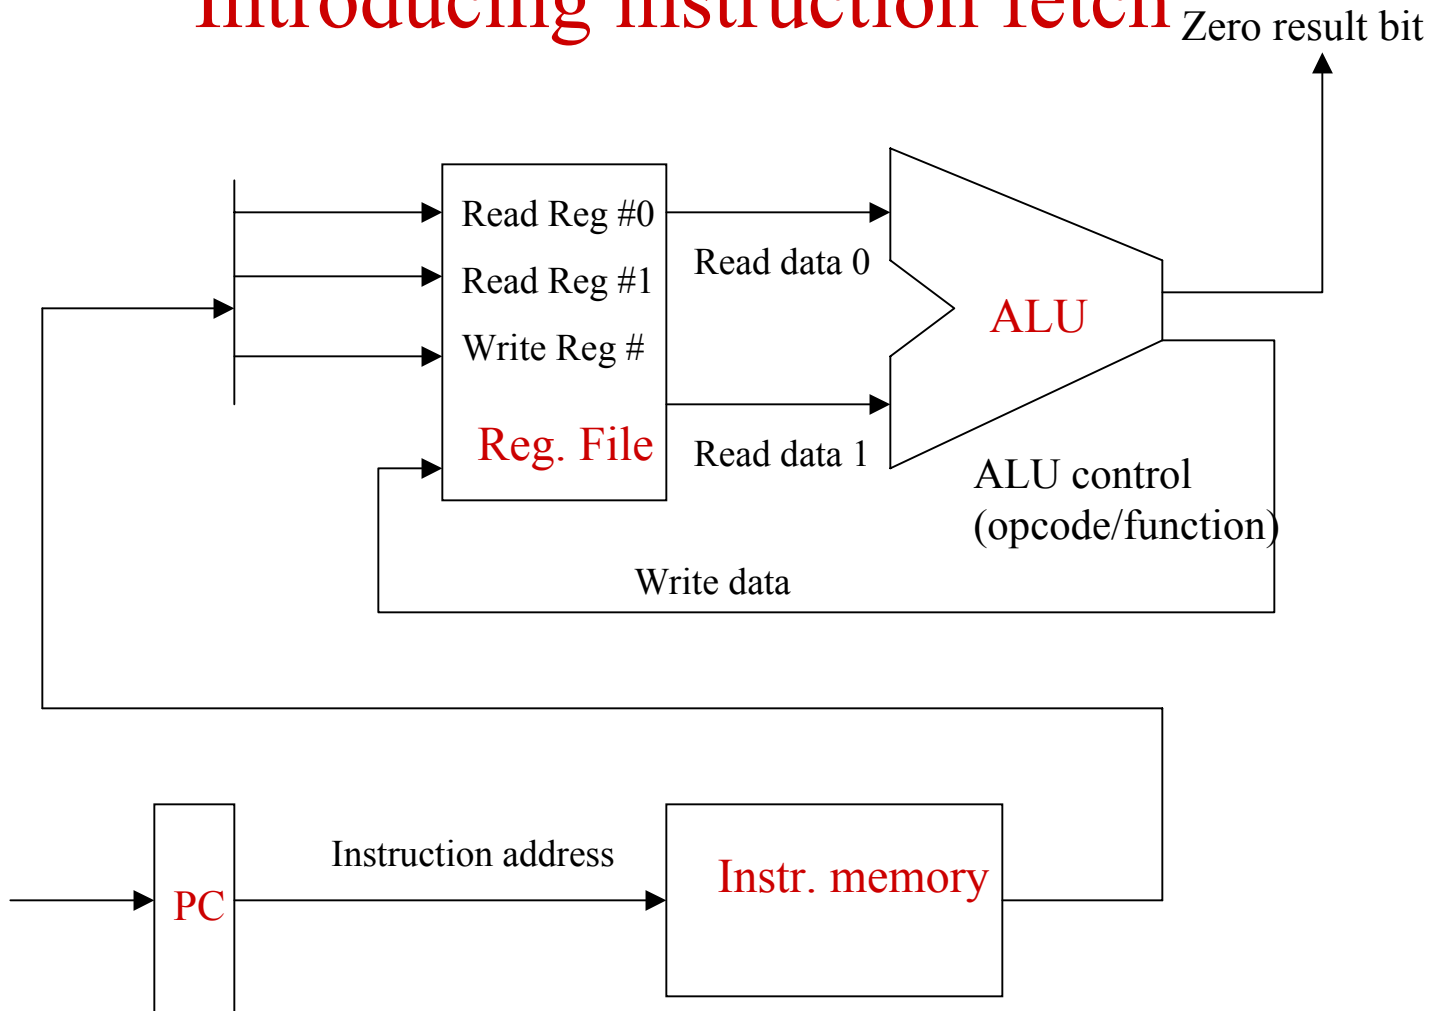 Introducing instruction fetch
Zero result bit
Read Reg #0
Read Reg #1
Write Reg #
Reg. File
Read data 0
Read data 1
ALU
ALU control
(opcode/function)
Write data
PC
Instruction address
Instr. memory